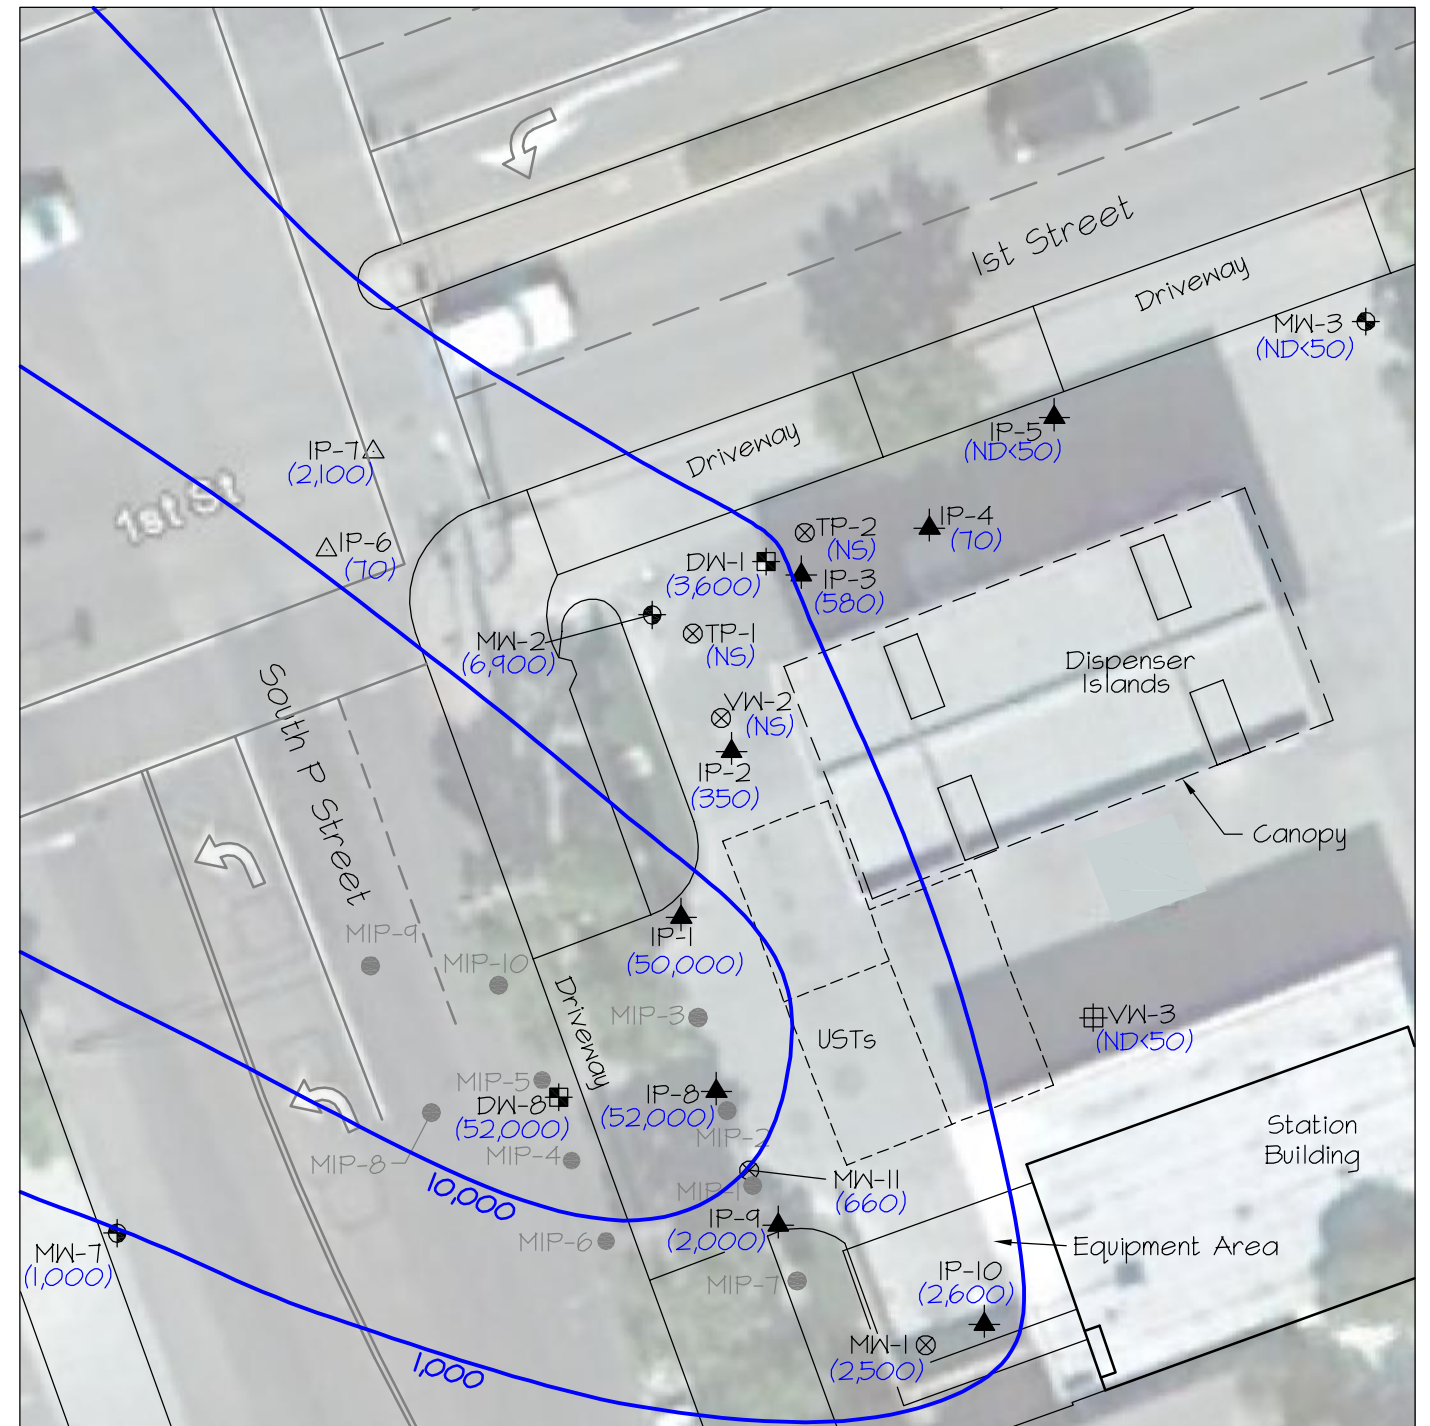 1st Street
Driveway
MW-3
(ND<50)
IP-5
(ND<50)
Driveway
IP-7
(2,100)
1st St
IP-6
(70)
TP-2
(NS)
IP-4
(70)
DW-1
(3,600)
IP-3
(580)
MW-2
(6,900)
TP-1
(NS)
Dispenser
Islands
VW-2
(NS)
IP-2
(350)
South P Street
Canopy
MIP-9
MIP-10
IP-1
(50,000)
Driveway
MIP-3
USTs
VW-3
(ND<50)
MIP-5
DW-8
(52,000)
IP-8
(52,000)
MIP-2
MIP-8
MIP-4
Station
Building
10,000
MIP-1
MW-11
(660)
IP-9
(2,000)
MIP-6
MW-7
(1,000)
Equipment Area
MIP-7
IP-10
(2,600)
1,000
MW-1
(2,500)